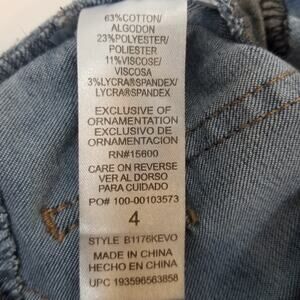 63%COTTON/
ALGODON
23%POLYESTER/
POLIESTER
11%VISCOSE/
VISCOSA
3%LYCRA®SPANDEX/
LYCRA®SPANDEX
EXCLUSIVE OF
ORNAMENTATION
EXCLUSIVO DE
ORNAMENTACION
RN#15600
CARE ON REVERSE
VER AL DORSO
PARA CUIDADO
PO# 100-00103573
4
STYLE B1176KEVO
MADE IN CHINA
HECHO EN CHINA
UPC 193596563858